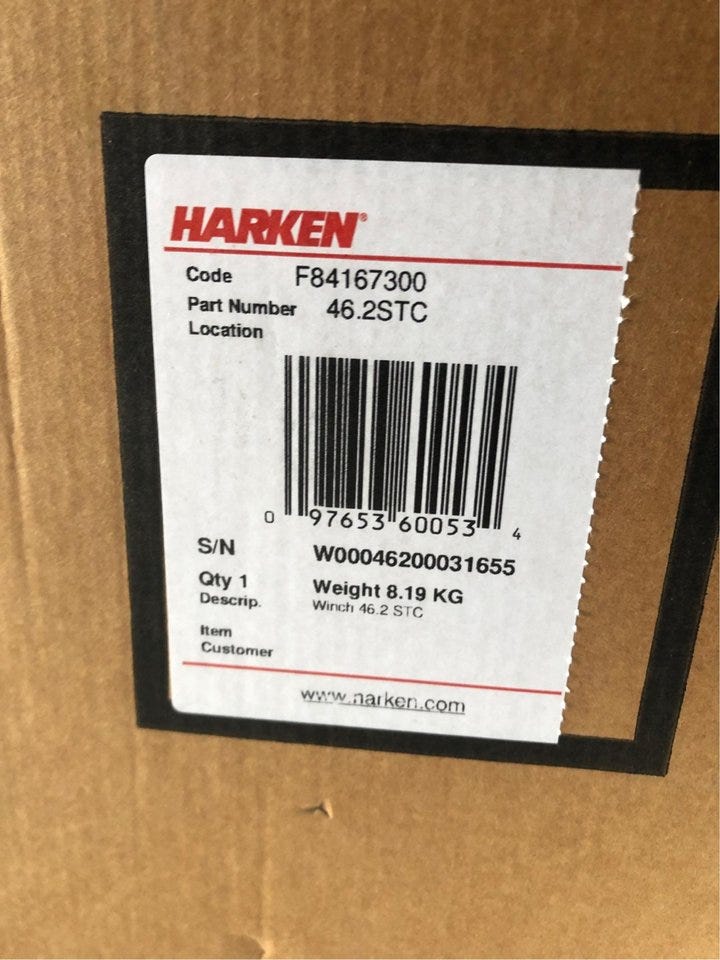 HARKEN®
Code F84167300
Part Number 46.2STC
Location
0 97653 60053 4
S/N W00046200031655
Qty 1 Weight 8.19 KG
Descrip. Winch 46.2 STC
Item
Customer
www.harken.com